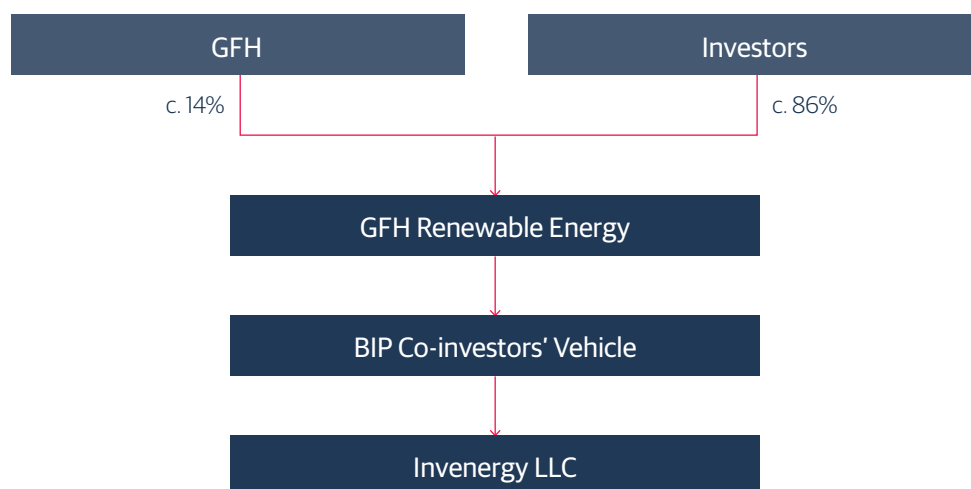 GFH
Investors
c. 14%
c. 86%
GFH Renewable Energy
BIP Co-investors’ Vehicle
Invenergy LLC